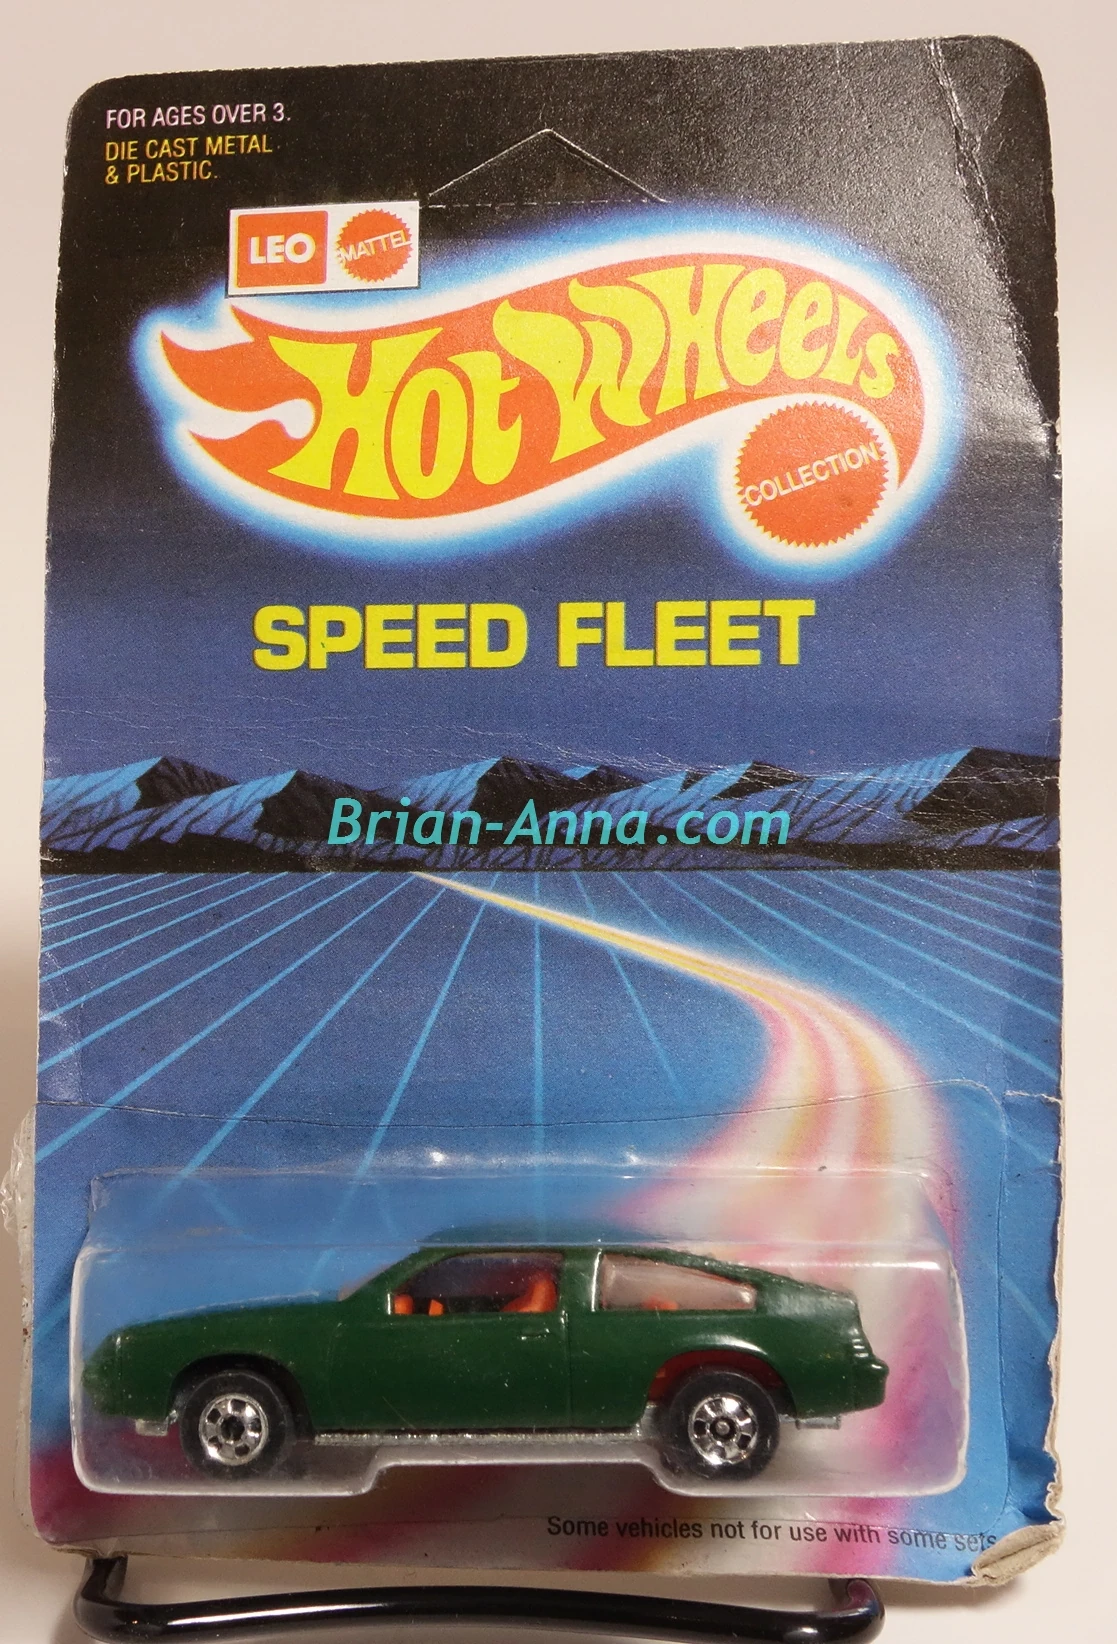 FOR AGES OVER 3.
DIE CAST METAL
& PLASTIC.
LEO
MATTEL
Hot Wheels
COLLECTION
SPEED FLEET
Brian-Anna.com
Some vehicles not for use with some sets